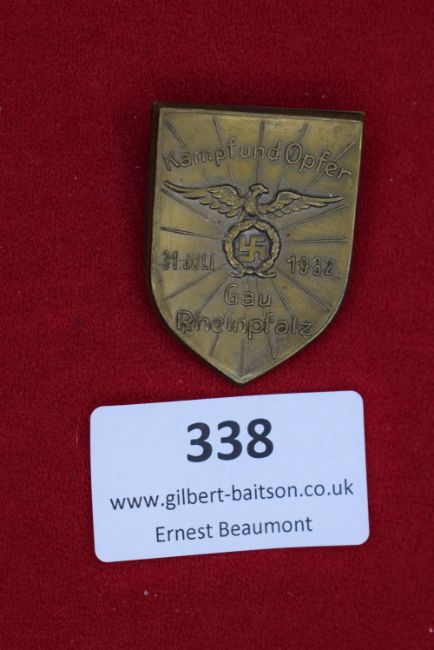 Kampf und Opfer
31. JULI 1932
Gau
Rheinpfalz
338
www.gilbert-baitson.co.uk
Ernest Beaumont